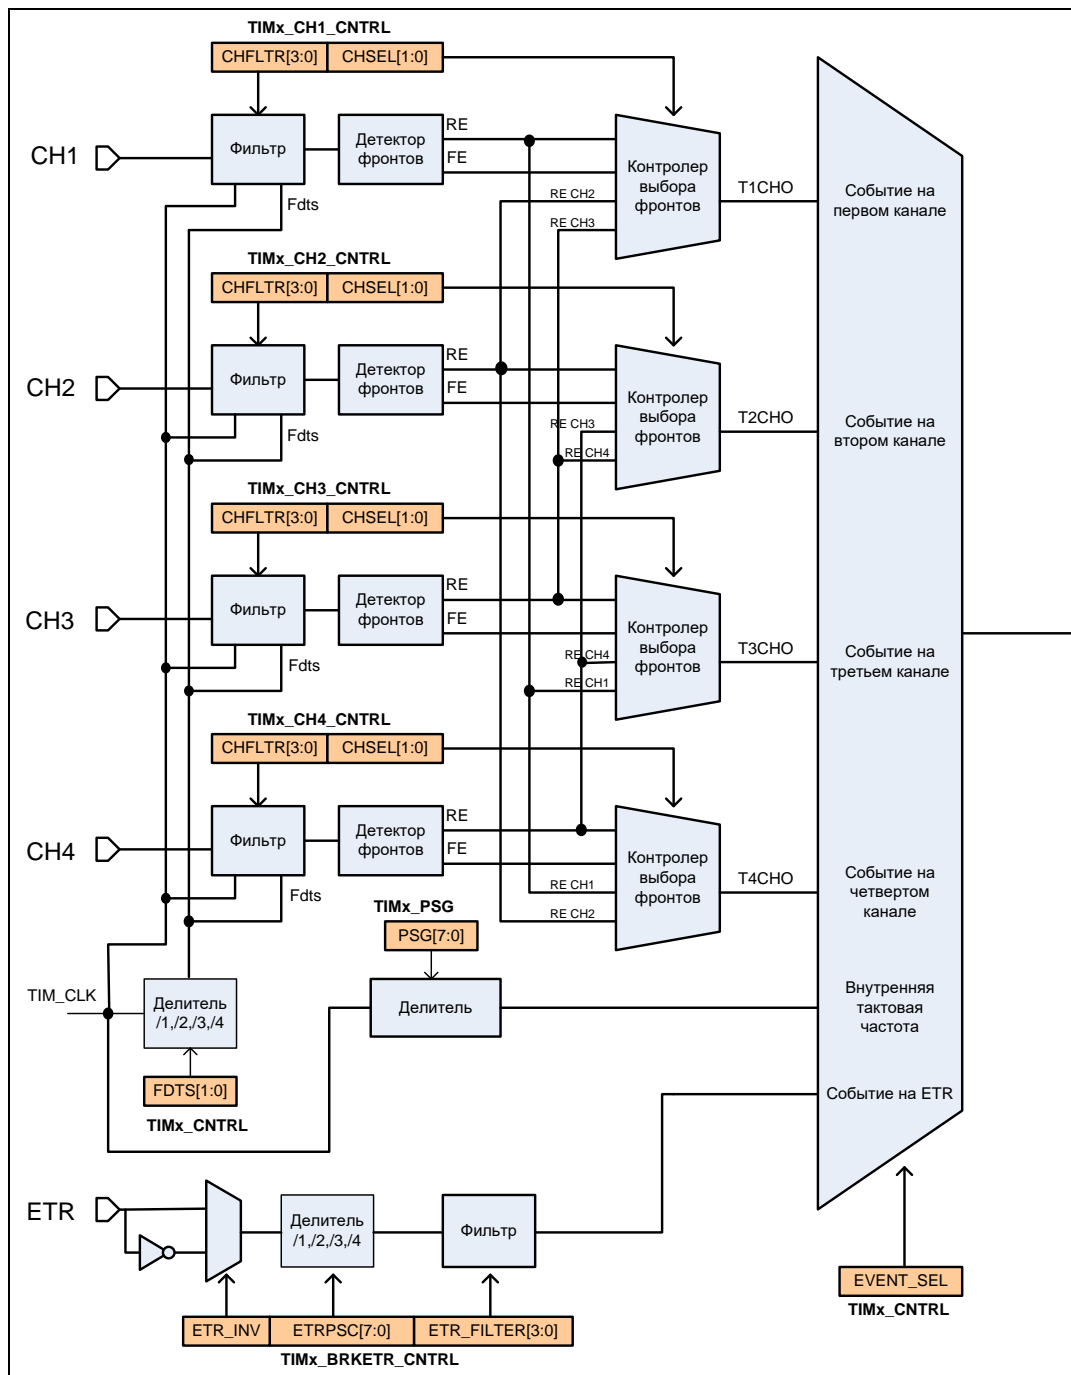 TIMx_CH1_CNTRL
CHFLTR[3:0] CHSEL[1:0]
CH1
Фильтр
Детектор
фронтов
RE
FE
RE CH2
RE CH3
Контролер
выбора
фронтов
T1CHO
Событие на
первом канале
Fdts
TIMx_CH2_CNTRL
CHFLTR[3:0] CHSEL[1:0]
CH2
Фильтр
Детектор
фронтов
RE
FE
RE CH3
RE CH4
Контролер
выбора
фронтов
T2CHO
Событие на
втором канале
Fdts
TIMx_CH3_CNTRL
CHFLTR[3:0] CHSEL[1:0]
CH3
Фильтр
Детектор
фронтов
RE
FE
RE CH4
RE CH1
Контролер
выбора
фронтов
T3CHO
Событие на
третьем канале
Fdts
TIMx_CH4_CNTRL
CHFLTR[3:0] CHSEL[1:0]
CH4
Фильтр
Детектор
фронтов
RE
FE
RE CH1
RE CH2
Контролер
выбора
фронтов
T4CHO
Событие на
четвертом
канале
Fdts
TIMx_PSG
PSG[7:0]
TIM_CLK
Делитель
/1,/2,/3,/4
Делитель
Внутренняя
тактовая
частота
FDTS[1:0]
TIMx_CNTRL
Событие на ETR
ETR
Делитель
/1,/2,/3,/4
Фильтр
ETR_INV ETRPSC[7:0] ETR_FILTER[3:0]
TIMx_BRKETR_CNTRL
EVENT_SEL
TIMx_CNTRL